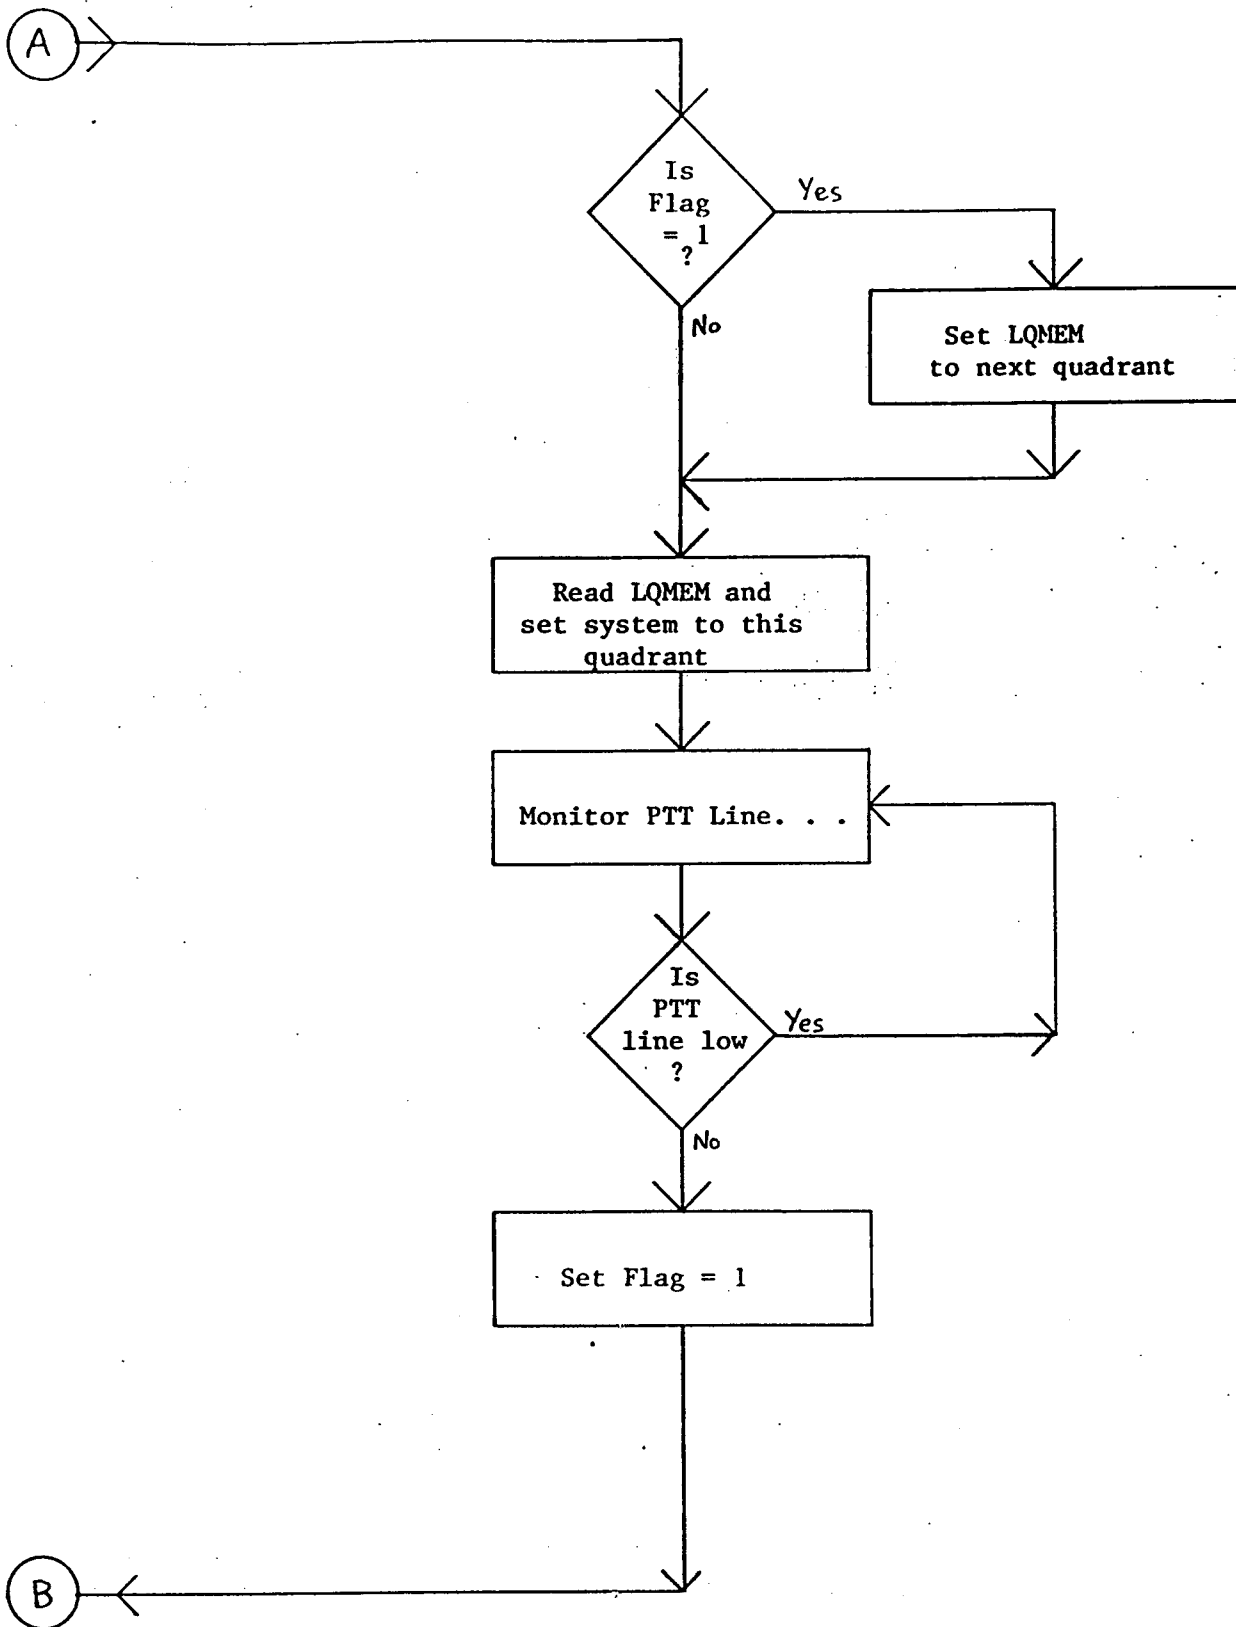 A
Is
Flag
= 1
?
Yes
No
Set LQMEM
to next quadrant
Read LQMEM and
set system to this
quadrant
Monitor PTT Line. . .
Is
PTT
line low
?
Yes
No
Set Flag = 1
B